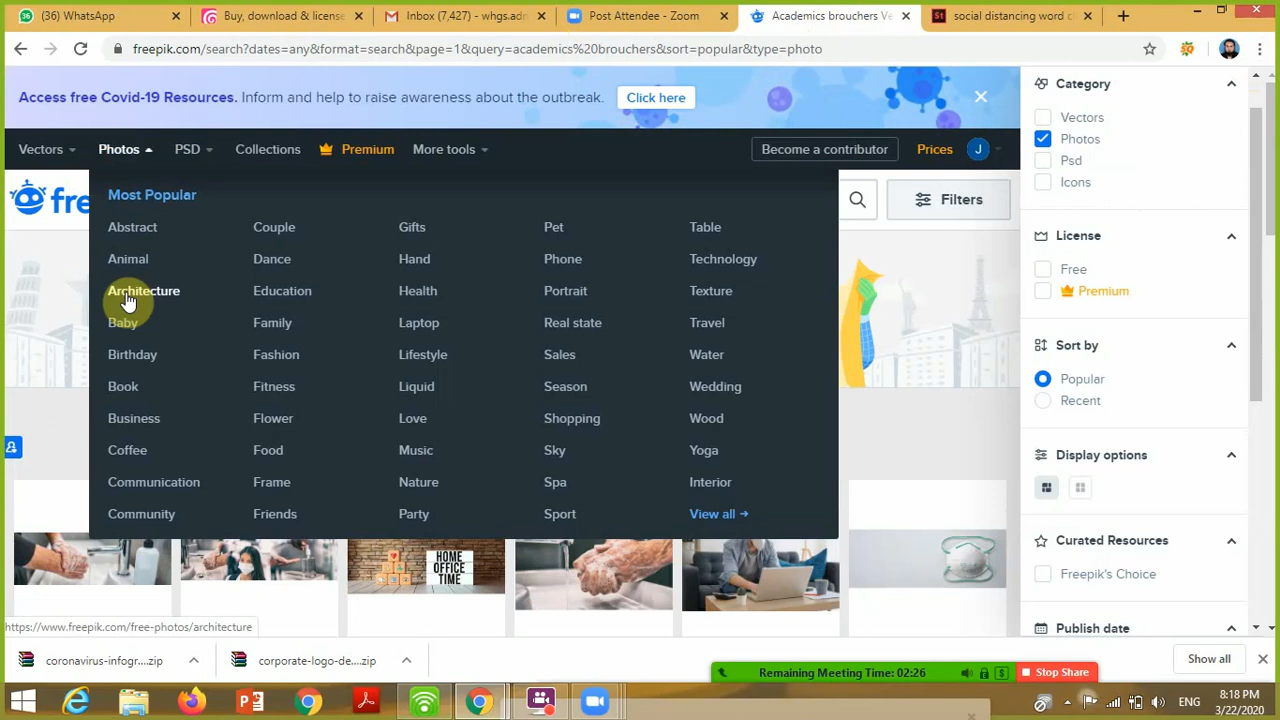 (36) WhatsApp
Buy, download & license
Inbox (7,427) - whgs.adn
Post Attendee - Zoom
Academics brouchers Ve
social distancing word c
freepik.com/search?dates=any&format=search&page=1&query=academics%20brouchers&sort=popular&type=photo
Access free Covid-19 Resources. Inform and help to raise awareness about the outbreak. Click here
Vectors Photos PSD Collections Premium More tools Become a contributor Prices J
fre
Filters
Most Popular
Abstract Couple Gifts Pet Table
Animal Dance Hand Phone Technology
Architecture Education Health Portrait Texture
Baby Family Laptop Real state Travel
Birthday Fashion Lifestyle Sales Water
Book Fitness Liquid Season Wedding
Business Flower Love Shopping Wood
Coffee Food Music Sky Yoga
Communication Frame Nature Spa Interior
Community Friends Party Sport View all
Category
Vectors
Photos
Psd
Icons
License
Free
Premium
Sort by
Popular
Recent
Display options
Curated Resources
Freepik's Choice
Publish date
HOME
OFFICE
TIME
https://www.freepik.com/free-photos/architecture
coronavirus-infogr....zip
corporate-logo-de....zip
Show all
Remaining Meeting Time: 02:26
Stop Share
ENG
8:18 PM
3/22/2020